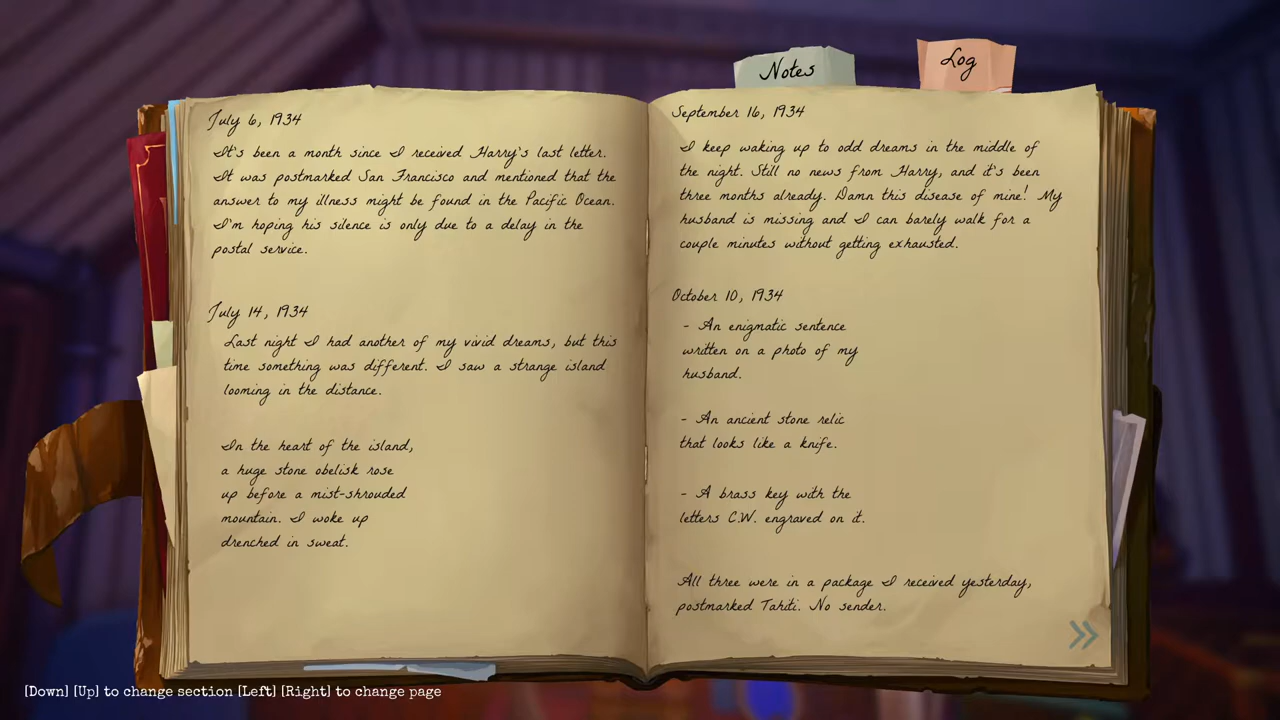 Notes
Log
July 6, 1934
It's been a month since I received Harry's last letter.
It was postmarked San Francisco and mentioned that the
answer to my illness might be found in the Pacific Ocean.
I'm hoping his silence is only due to a delay in the
postal service.
July 14, 1934
Last night I had another of my vivid dreams, but this
time something was different. I saw a strange island
looming in the distance.
In the heart of the island,
a huge stone obelisk rose
up before a mist-shrouded
mountain. I woke up
drenched in sweat.
September 16, 1934
I keep waking up to odd dreams in the middle of
the night. Still no news from Harry, and it's been
three months already. Damn this disease of mine! My
husband is missing and I can barely walk for a
couple minutes without getting exhausted.
October 10, 1934
- An enigmatic sentence
written on a photo of my
husband.
- An ancient stone relic
that looks like a knife.
- A brass key with the
letters C.W. engraved on it.
All three were in a package I received yesterday,
postmarked Tahiti. No sender.
[Down] [Up] to change section [Left] [Right] to change page